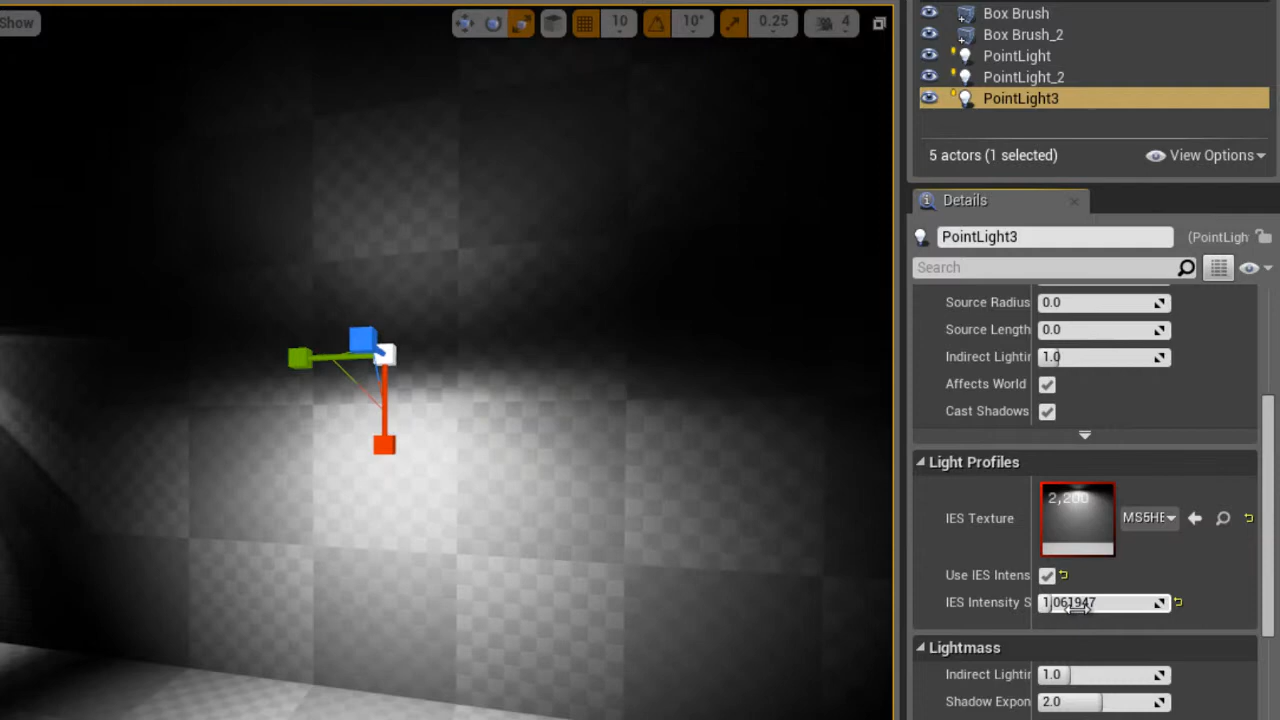 Show
10
10°
0.25
4
Box Brush
Box Brush_2
PointLight
PointLight_2
PointLight3
5 actors (1 selected)
View Options
Details
PointLight3
(PointLigh
Search
Source Radius
0.0
Source Length
0.0
Indirect Lightin
1.0
Affects World
Cast Shadows
Light Profiles
IES Texture
2,200
MS5HE
Use IES Intens
IES Intensity S
1.061947
Lightmass
Indirect Lightin
1.0
Shadow Expon
2.0